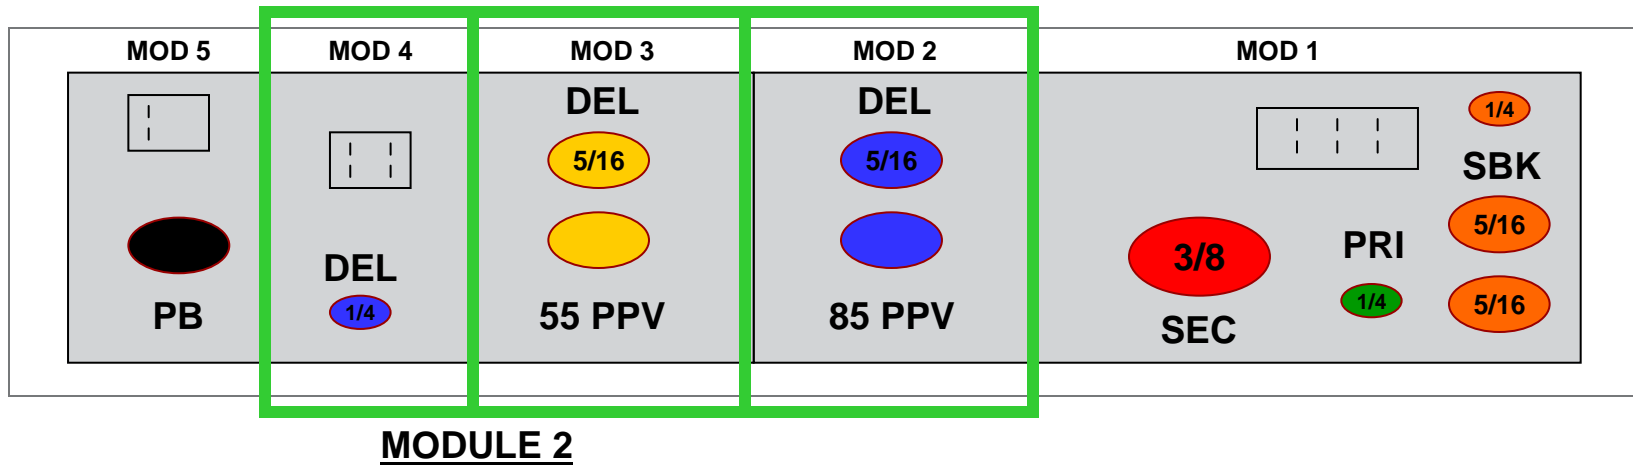 MOD 5 MOD 4 MOD 3 MOD 2 MOD 1
DEL DEL
1/4
5/16 5/16
SBK
5/16
3/8 PRI
DEL
1/4 1/4 5/16
PB 55 PPV 85 PPV SEC
MODULE 2